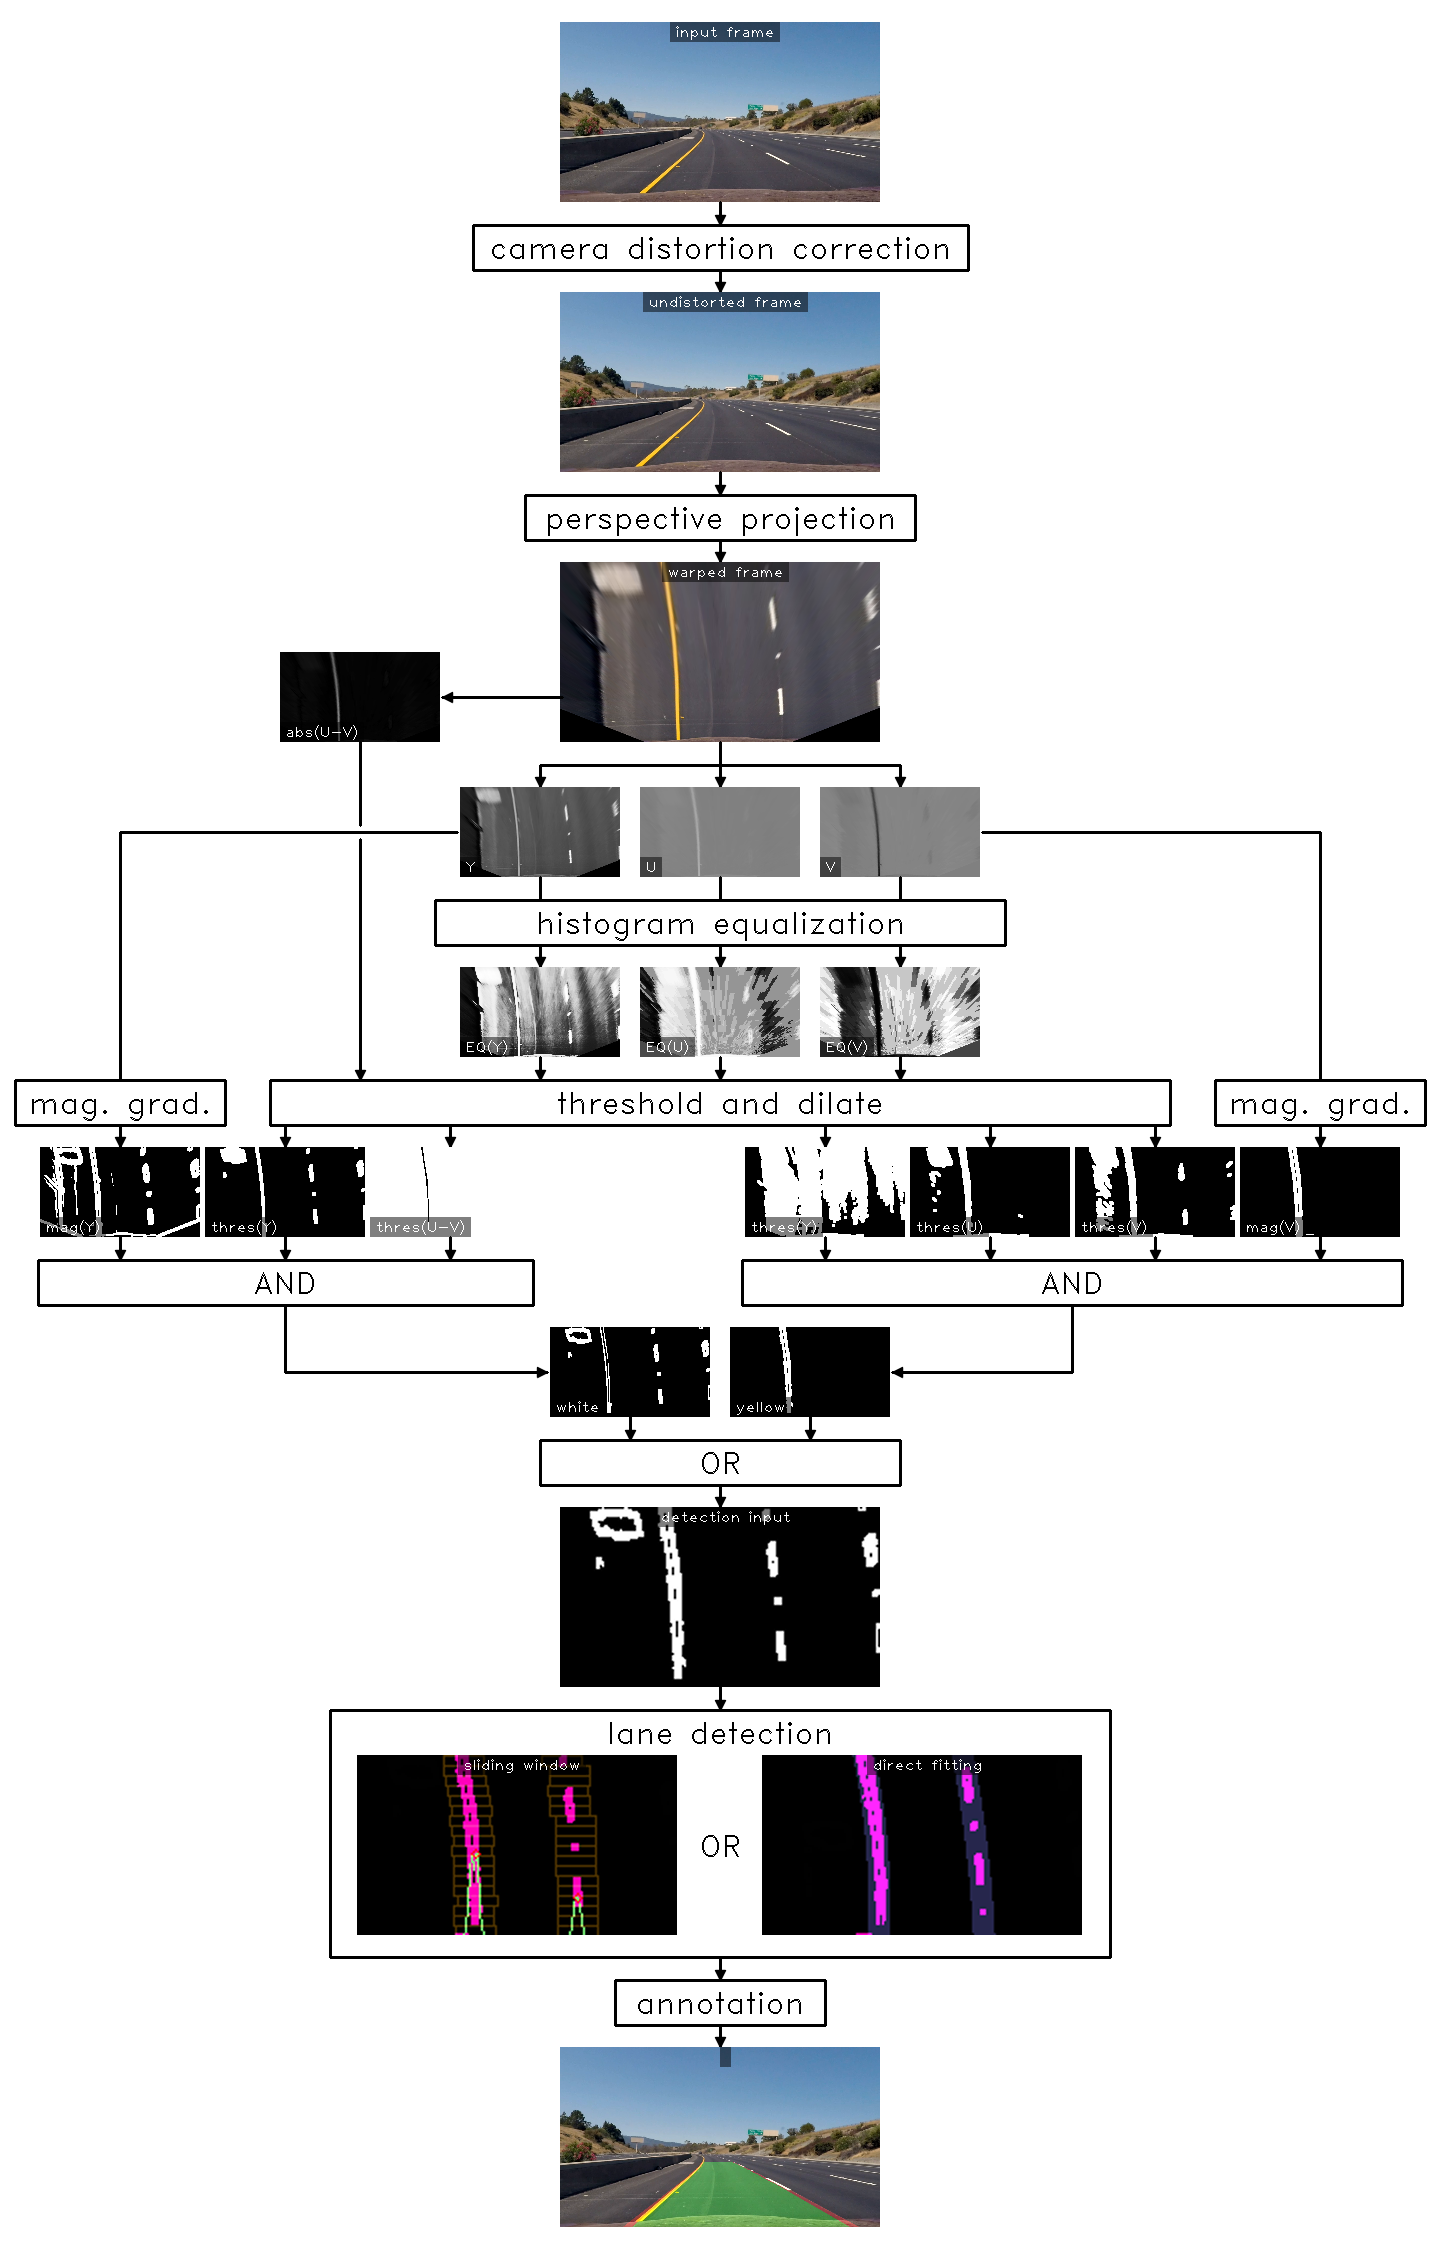 input frame
camera distortion correction
undistorted frame
perspective projection
warped frame
abs(U-V)
Y
U
V
histogram equalization
EQ(Y)
EQ(U)
EQ(V)
mag. grad.
threshold and dilate
mag. grad.
mag(Y)
thres(Y)
thres(U-V)
thres(Y)
thres(U)
thres(V)
mag(V)
AND
AND
white
yellow
OR
detection input
lane detection
sliding window
direct fitting
OR
annotation